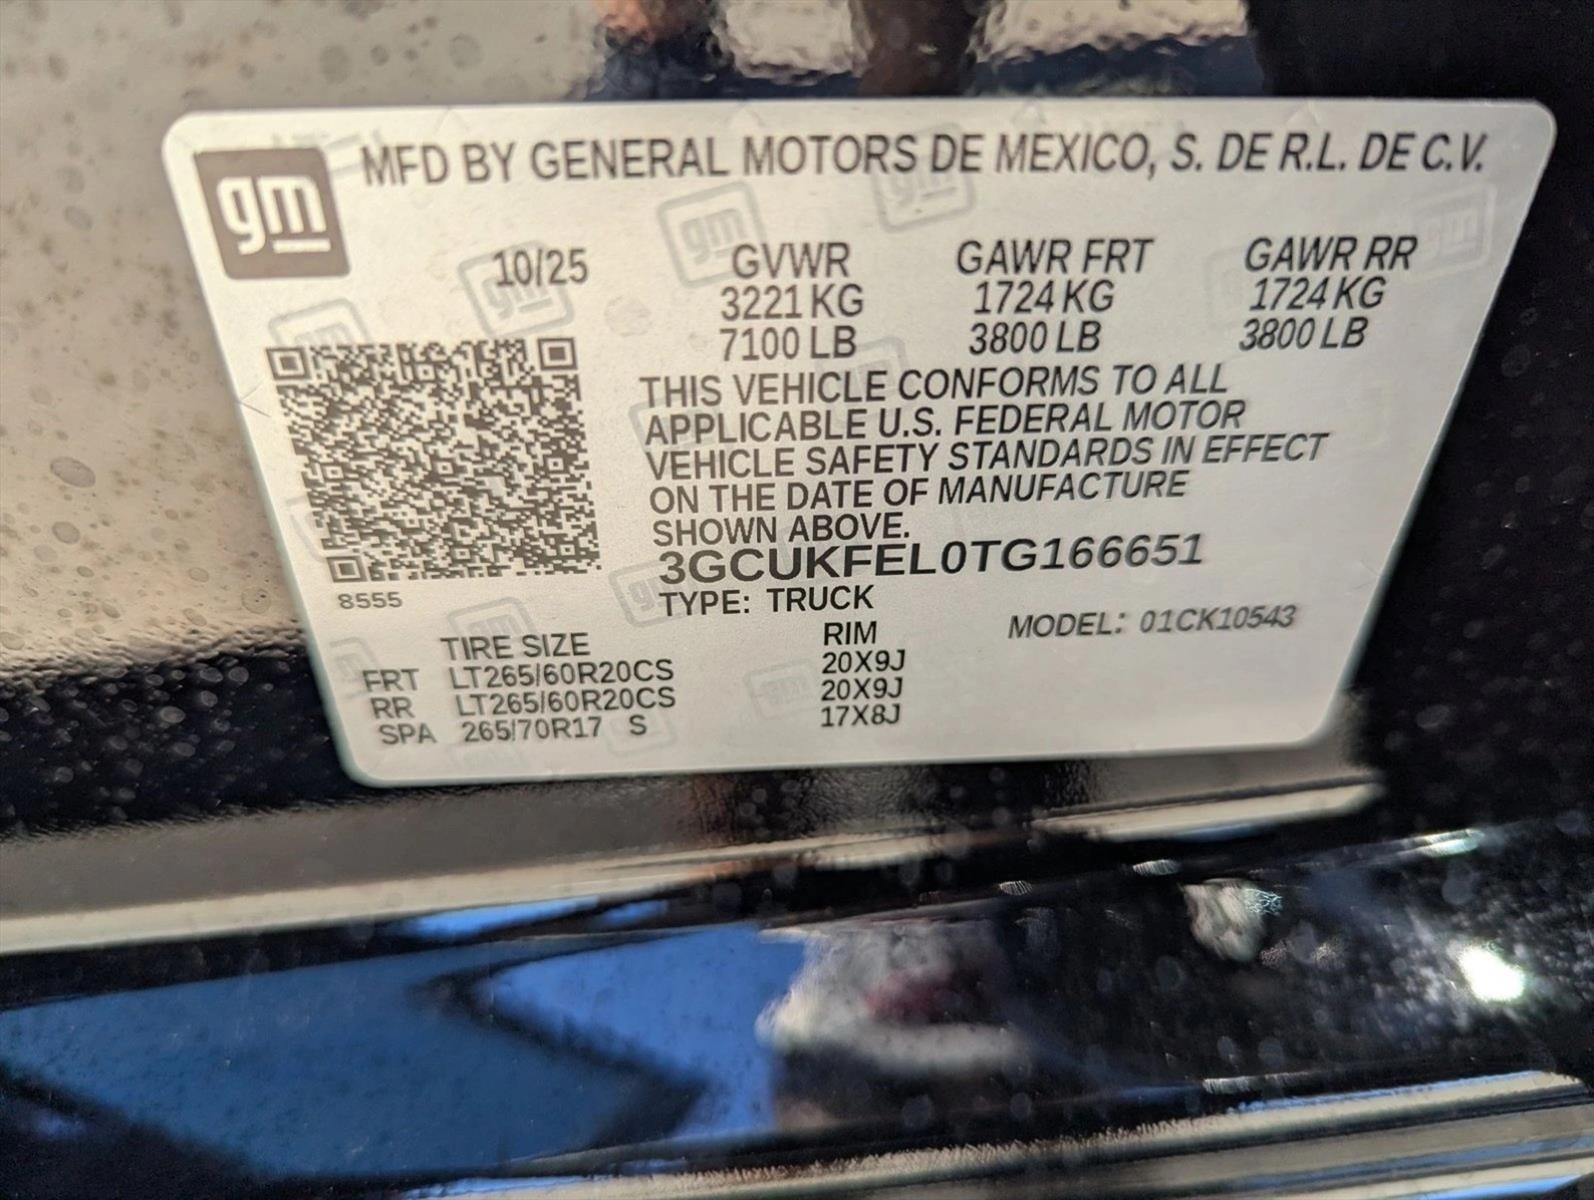 gm
MFD BY GENERAL MOTORS DE MEXICO, S. DE R.L. DE C.V.
10/25 GVWR GAWR FRT GAWR RR
3221 KG 1724 KG 1724 KG
7100 LB 3800 LB 3800 LB
THIS VEHICLE CONFORMS TO ALL
APPLICABLE U.S. FEDERAL MOTOR
VEHICLE SAFETY STANDARDS IN EFFECT
ON THE DATE OF MANUFACTURE
SHOWN ABOVE.
3GCUKFEL0TG166651
8555
TYPE: TRUCK
MODEL: 01CK10543
TIRE SIZE RIM
FRT LT265/60R20CS 20X9J
RR LT265/60R20CS 20X9J
SPA 265/70R17 S 17X8J